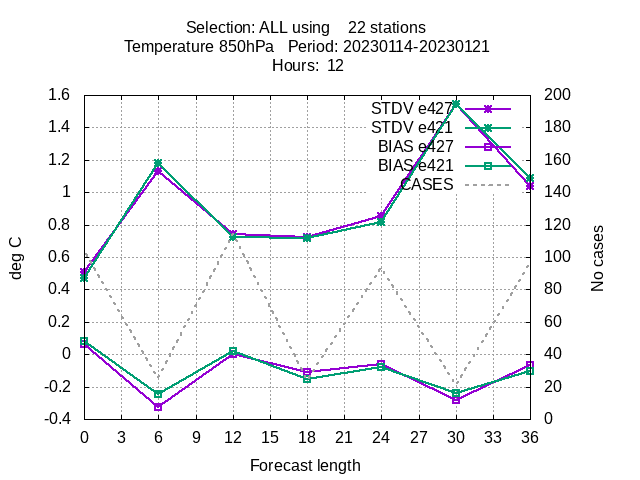 Selection: ALL using 22 stations
Temperature 850hPa Period: 20230114-20230121
Hours: 12
1.6
1.4
1.2
1
0.8
0.6
0.4
0.2
0
-0.2
-0.4
deg C
STDV e427
STDV e421
BIAS e427
BIAS e421
CASES
200
180
160
140
120
100
80
60
40
20
0
No cases
0 3 6 9 12 15 18 21 24 27 30 33 36
Forecast length